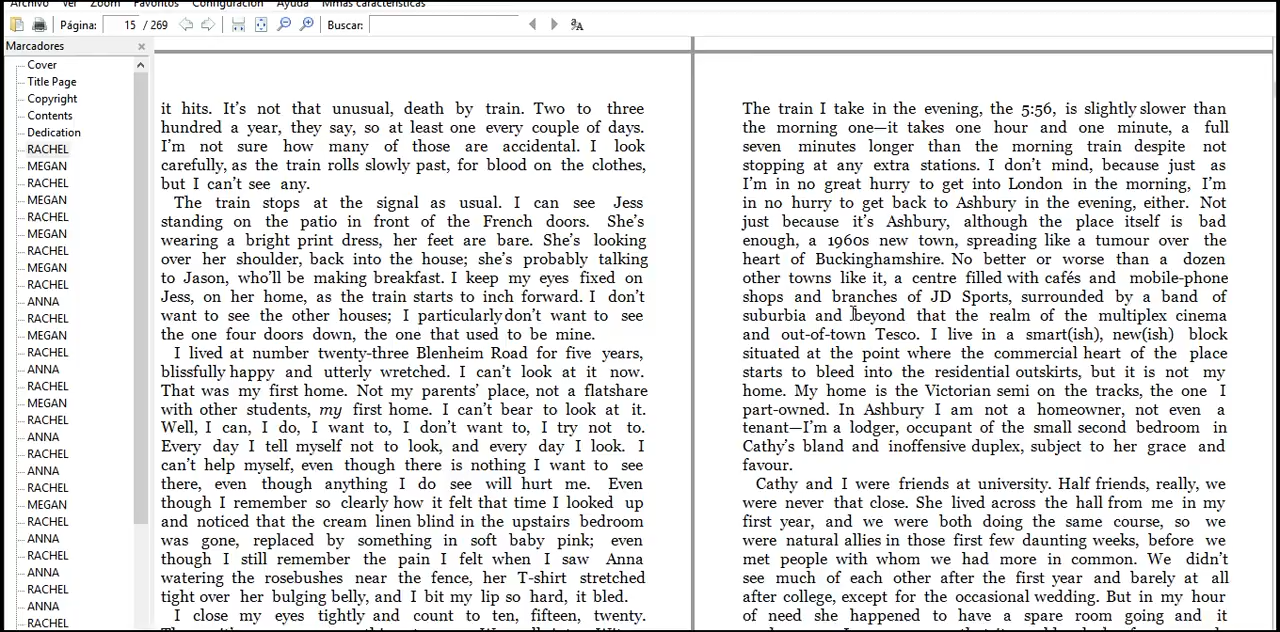 Archivo Ver Zoom Favoritos Configuración Ayuda Mmas características
Página: 15 / 269 Buscar:
Marcadores
Cover
Title Page
Copyright
Contents
Dedication
RACHEL
MEGAN
RACHEL
MEGAN
RACHEL
MEGAN
RACHEL
MEGAN
RACHEL
ANNA
RACHEL
MEGAN
RACHEL
ANNA
RACHEL
MEGAN
RACHEL
ANNA
RACHEL
ANNA
RACHEL
MEGAN
RACHEL
ANNA
RACHEL
ANNA
RACHEL
ANNA
RACHEL
it hits. It's not that unusual, death by train. Two to three
hundred a year, they say, so at least one every couple of days.
I'm not sure how many of those are accidental. I look
carefully, as the train rolls slowly past, for blood on the clothes,
but I can't see any.
The train stops at the signal as usual. I can see Jess
standing on the patio in front of the French doors. She's
wearing a bright print dress, her feet are bare. She's looking
over her shoulder, back into the house; she's probably talking
to Jason, who'll be making breakfast. I keep my eyes fixed on
Jess, on her home, as the train starts to inch forward. I don't
want to see the other houses; I particularly don't want to see
the one four doors down, the one that used to be mine.
I lived at number twenty-three Blenheim Road for five years,
blissfully happy and utterly wretched. I can't look at it now.
That was my first home. Not my parents' place, not a flatshare
with other students, my first home. I can't bear to look at it.
Well, I can, I do, I want to, I don't want to, I try not to.
Every day I tell myself not to look, and every day I look. I
can't help myself, even though there is nothing I want to see
there, even though anything I do see will hurt me. Even
though I remember so clearly how it felt that time I looked up
and noticed that the cream linen blind in the upstairs bedroom
was gone, replaced by something in soft baby pink; even
though I still remember the pain I felt when I saw Anna
watering the rosebushes near the fence, her T-shirt stretched
tight over her bulging belly, and I bit my lip so hard, it bled.
I close my eyes tightly and count to ten, fifteen, twenty.
The train I take in the evening, the 5:56, is slightly slower than
the morning one—it takes one hour and one minute, a full
seven minutes longer than the morning train despite not
stopping at any extra stations. I don't mind, because just as
I'm in no great hurry to get into London in the morning, I'm
in no hurry to get back to Ashbury in the evening, either. Not
just because it's Ashbury, although the place itself is bad
enough, a 1960s new town, spreading like a tumour over the
heart of Buckinghamshire. No better or worse than a dozen
other towns like it, a centre filled with cafés and mobile-phone
shops and branches of JD Sports, surrounded by a band of
suburbia and beyond that the realm of the multiplex cinema
and out-of-town Tesco. I live in a smart(ish), new(ish) block
situated at the point where the commercial heart of the place
starts to bleed into the residential outskirts, but it is not my
home. My home is the Victorian semi on the tracks, the one I
part-owned. In Ashbury I am not a homeowner, not even a
tenant—I'm a lodger, occupant of the small second bedroom in
Cathy's bland and inoffensive duplex, subject to her grace and
favour.
Cathy and I were friends at university. Half friends, really, we
were never that close. She lived across the hall from me in my
first year, and we were both doing the same course, so we
were natural allies in those first few daunting weeks, before we
met people with whom we had more in common. We didn't
see much of each other after the first year and barely at all
after college, except for the occasional wedding. But in my hour
of need she happened to have a spare room going and it